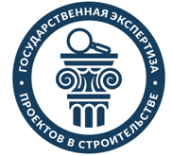 ГОСУДАРСТВЕННАЯ ЭКСПЕРТИЗА
ПРОЕКТОВ В СТРОИТЕЛЬСТВЕ